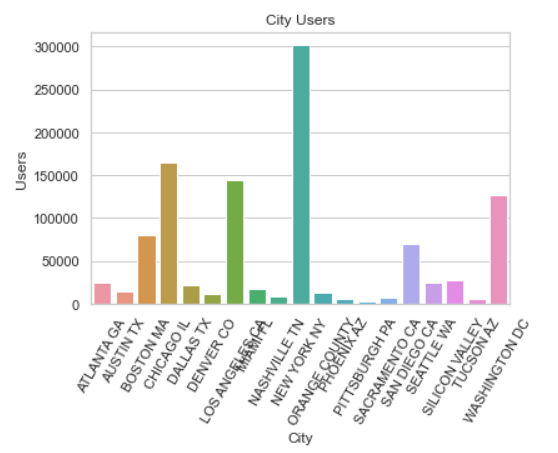 City Users
300000
250000
200000
150000
100000
50000
0
Users
ATLANTA GA
AUSTIN TX
BOSTON MA
CHICAGO IL
DALLAS TX
DENVER CO
LOS ANGELES CA
MIAMI FL
NASHVILLE TN
NEW YORK NY
ORANGE COUNTY
PHOENIX AZ
PITTSBURGH PA
SACRAMENTO CA
SAN DIEGO CA
SEATTLE WA
SILICON VALLEY
TUCSON AZ
WASHINGTON DC
City